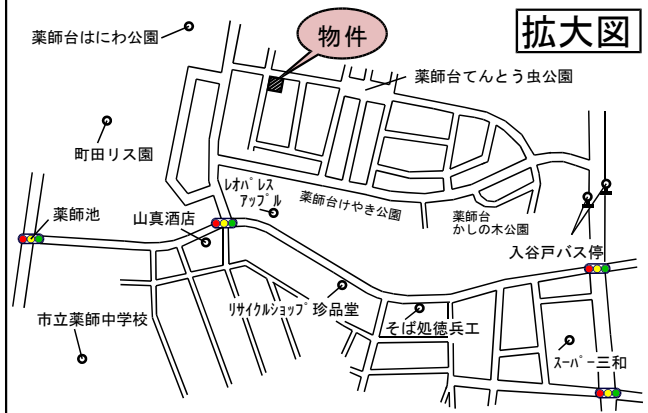 薬師台はにわ公園
物件
拡大図
薬師台てんとう虫公園
町田リス園
レオパレス
アップル
薬師台けやき公園
薬師台
かしの木公園
薬師池
山真酒店
入谷戸バス停
リサイクルショップ珍品堂
そば処徳兵工
市立薬師中学校
スーパー三和